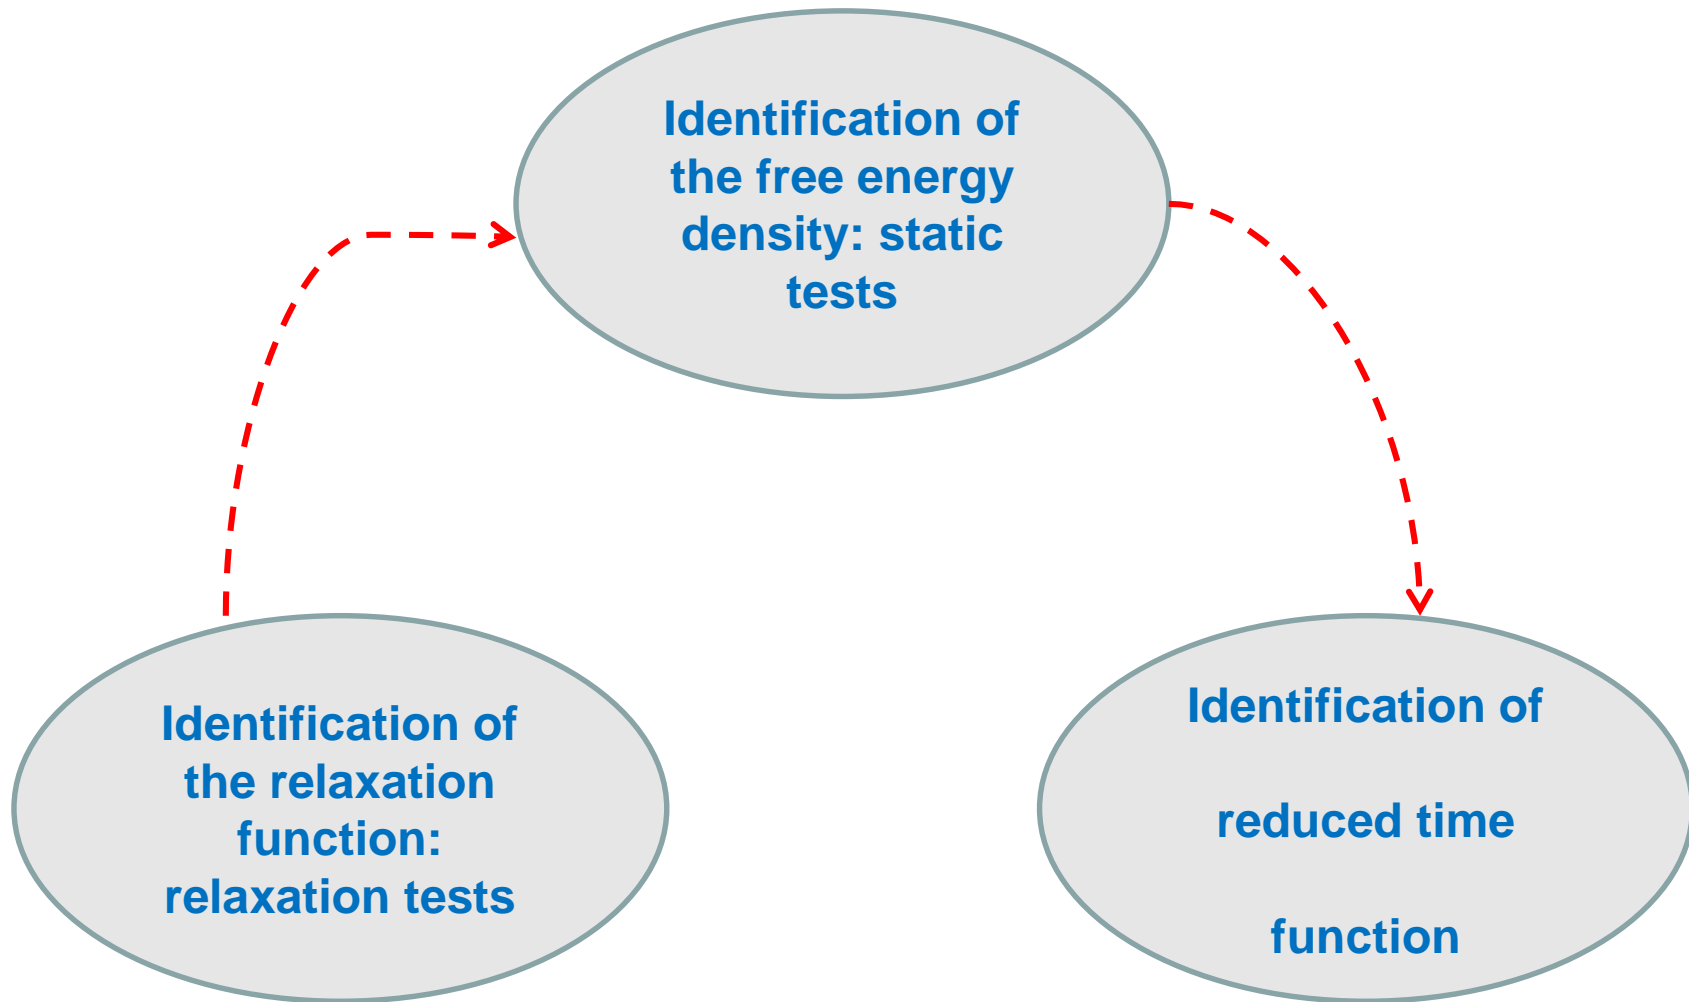 Identification of
the free energy
density: static
tests
Identification of
the relaxation
function:
relaxation tests
Identification of
reduced time
function